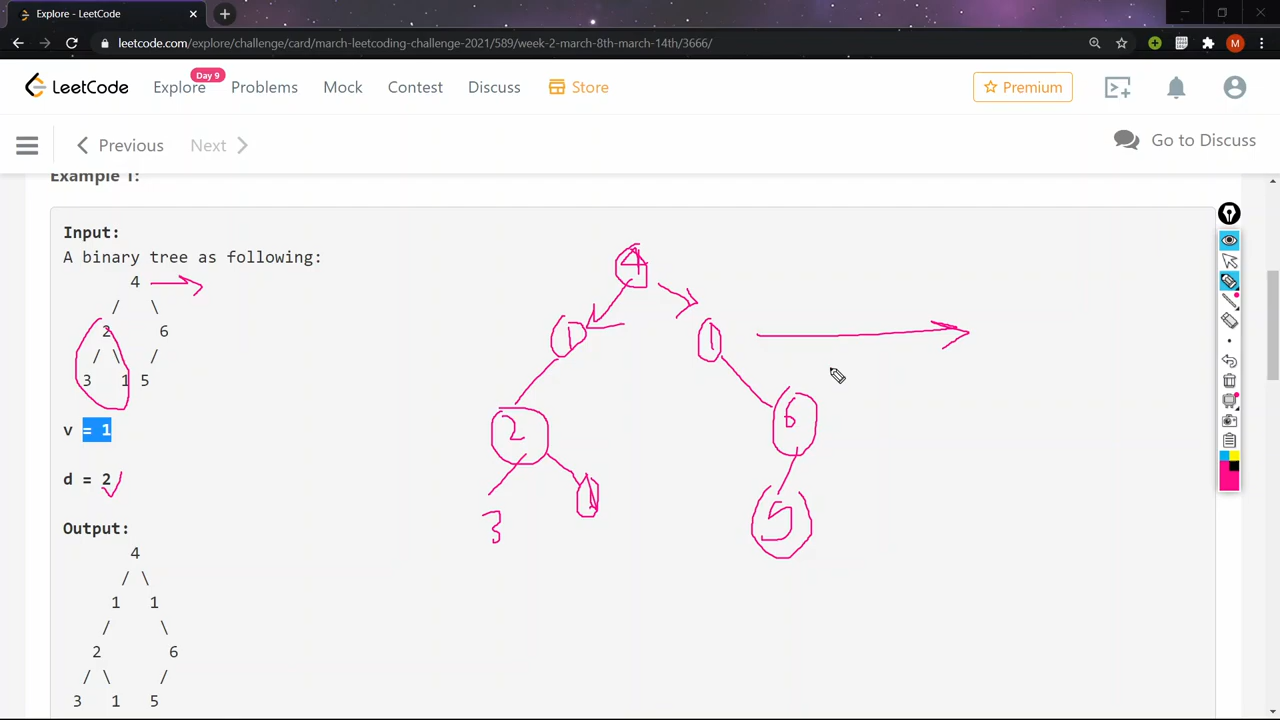 Explore - LeetCode
leetcode.com/explore/challenge/card/march-leetcoding-challenge-2021/589/week-2-march-8th-march-14th/3666/
M
LeetCode Explore Day 9 Problems Mock Contest Discuss Store Premium
Previous Next Go to Discuss
Example 1:
Input:
A binary tree as following:
4
/ \
2 6
/ \ /
3 1 5
v = 1
d = 2
Output:
4
/ \
1 1
/ \
2 6
/ \ /
3 1 5
4
1 1
2 6
3 1 5